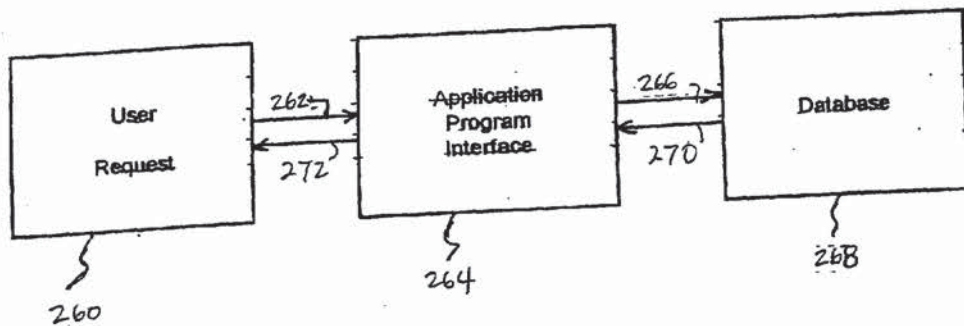 User
Request
262
272
Application
Program
Interface
266
270
Database
260
264
268